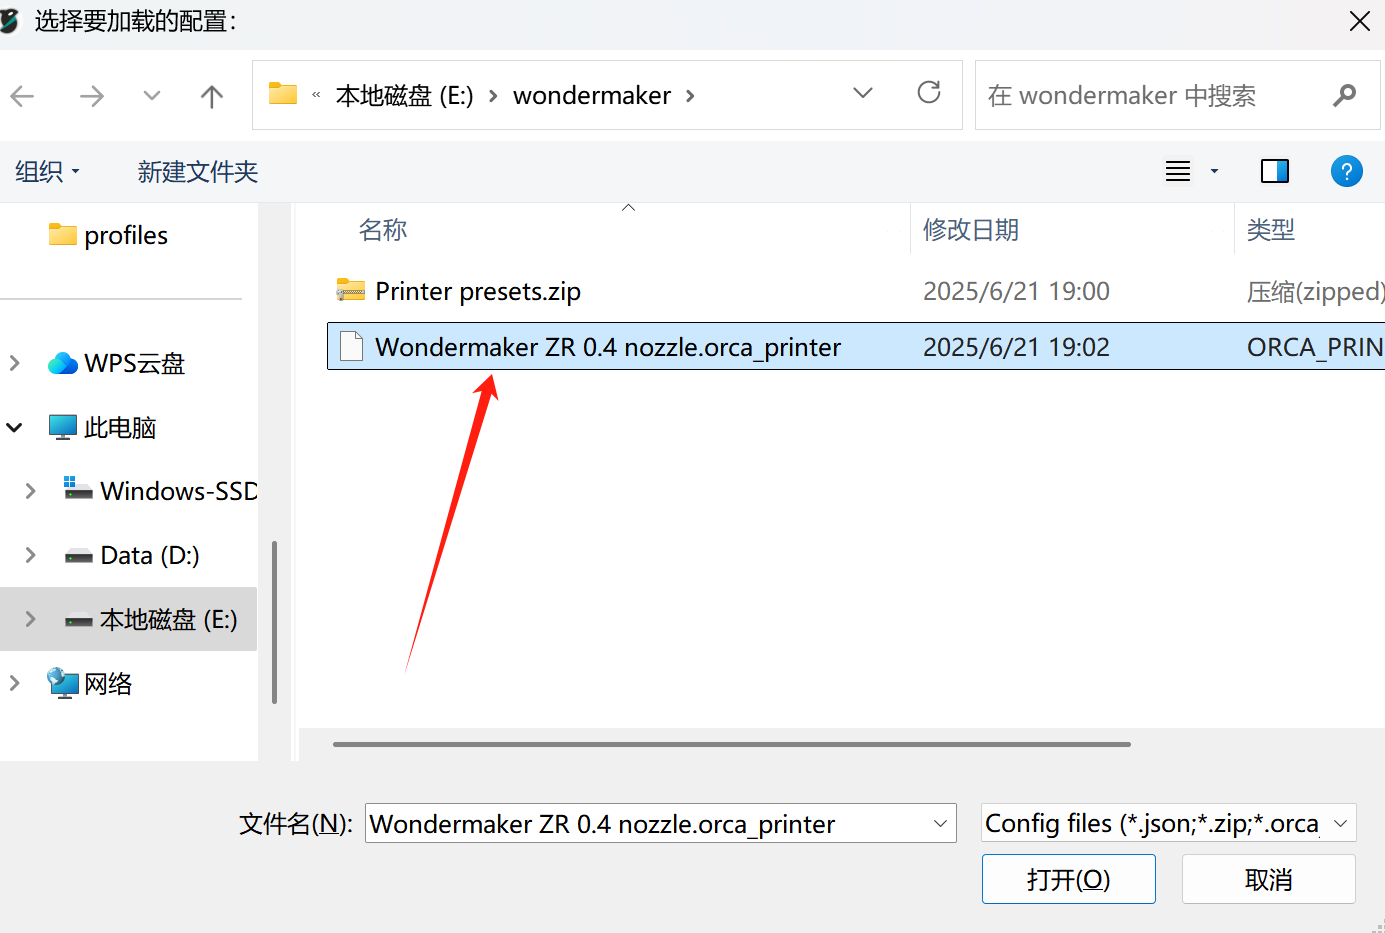 选择要加载的配置：
« 本地磁盘 (E:) > wondermaker >
在 wondermaker 中搜索
组织
新建文件夹
?
profiles
WPS云盘
此电脑
Windows-SSD
Data (D:)
本地磁盘 (E:)
网络
名称 修改日期 类型
Printer presets.zip 2025/6/21 19:00 压缩(zipped)
Wondermaker ZR 0.4 nozzle.orca_printer 2025/6/21 19:02 ORCA_PRIN
文件名(N): Wondermaker ZR 0.4 nozzle.orca_printer
Config files (*.json;*.zip;*.orca_
打开(O) 取消